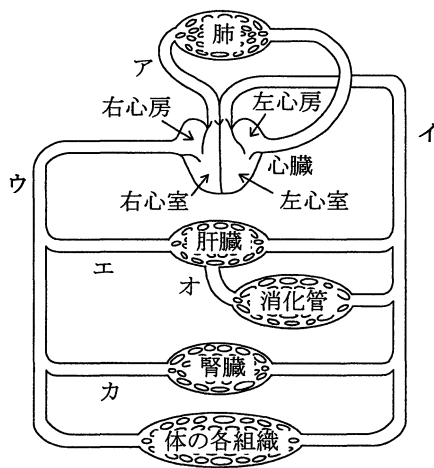 肺
ア
右心房
左心房
イ
心臓
ウ
右心室
左心室
肝臓
エ
オ
消化管
腎臓
カ
体の各組織